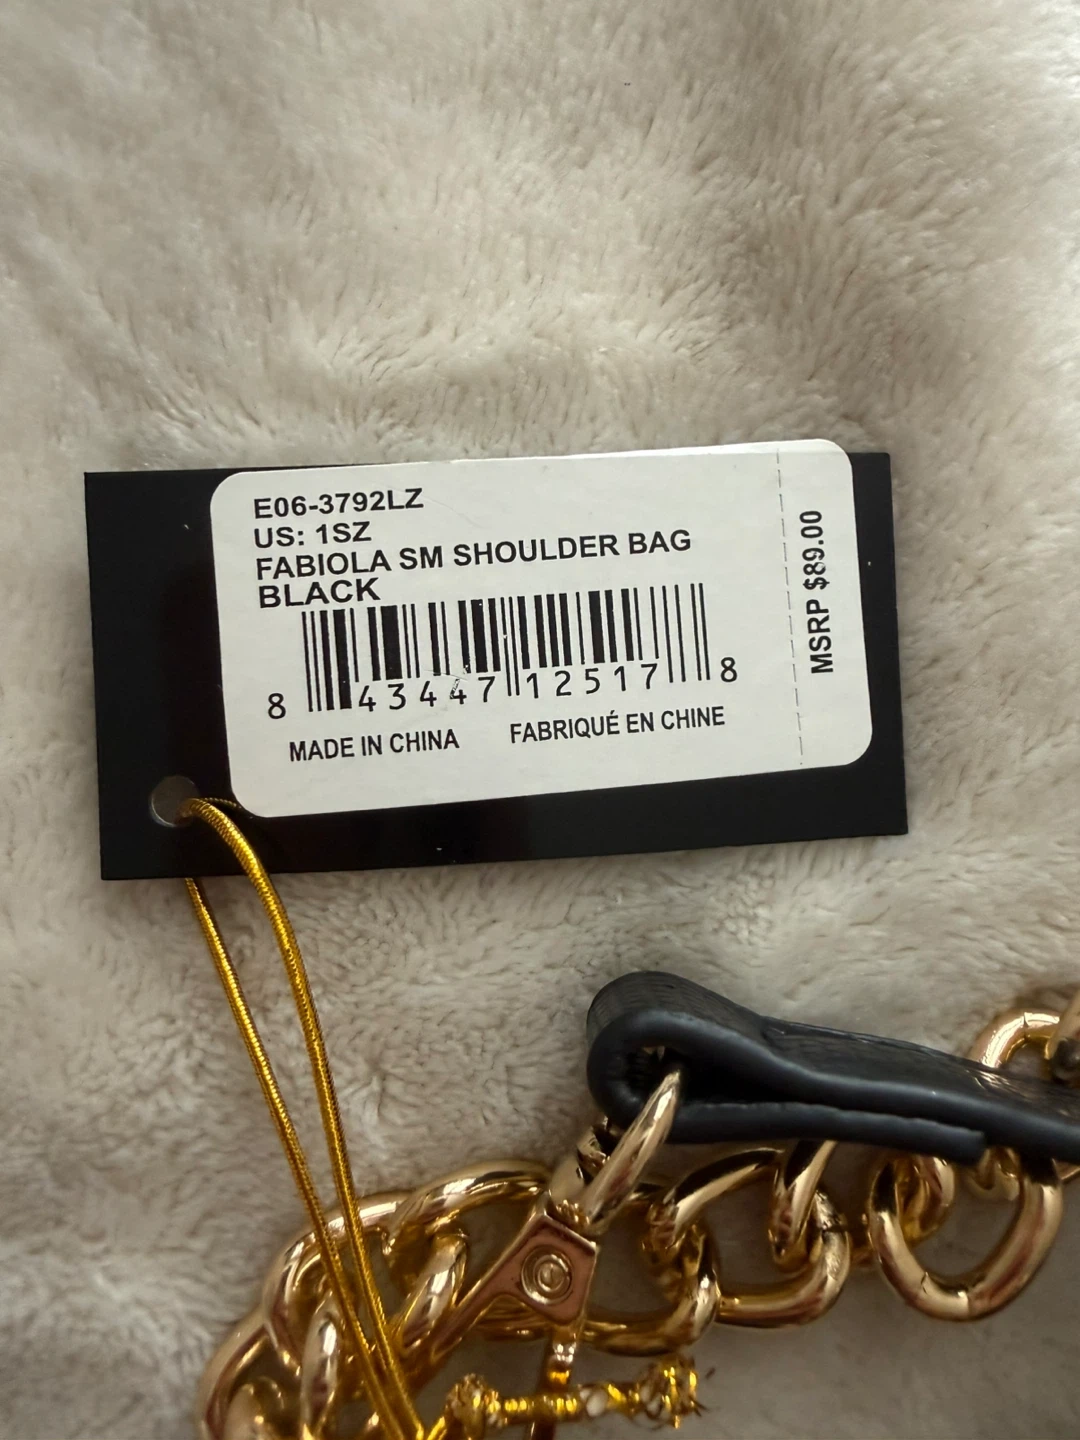 E06-3792LZ
US: 1SZ
FABIOLA SM SHOULDER BAG
BLACK
8 43447 12517 8
MADE IN CHINA FABRIQUÉ EN CHINE
MSRP $89.00